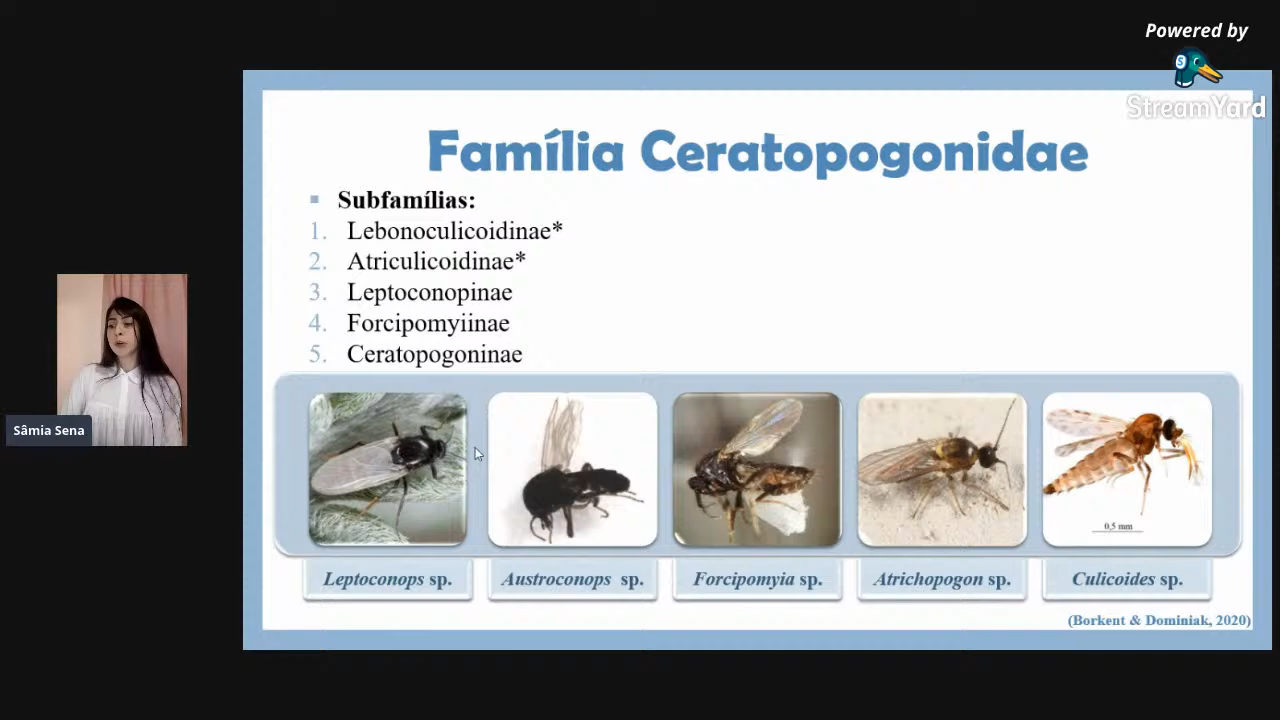 Powered by
StreamYard
Família Ceratopogonidae
▪ Subfamílias:
1. Lebonoculicoidinae*
2. Atriculicoidinae*
3. Leptoconopinae
4. Forcipomyiinae
5. Ceratopogoninae
Sâmia Sena
0,5 mm
Leptoconops sp.
Austroconops sp.
Forcipomyia sp.
Atrichopogon sp.
Culicoides sp.
(Borkent & Dominiak, 2020)